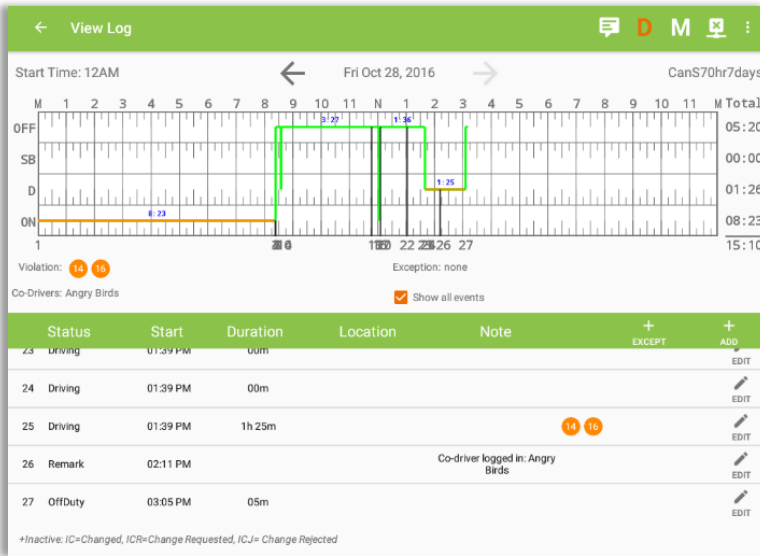 View Log
D M
Start Time: 12AM
Fri Oct 28, 2016
CanS70hr7days
M 1 2 3 4 5 6 7 8 9 10 11 N 1 2 3 4 5 6 7 8 9 10 11 M Total
OFF 3:27 1:36 05:20
SB 00:00
D 1:25 01:26
ON 8:23 08:23
1 22 26 27 15:10
Violation: 14 16
Exception: none
Co-Drivers: Angry Birds
Show all events
Status Start Duration Location Note + EXCEPT + ADD
23 Driving 01:39 PM 00m EDIT
24 Driving 01:39 PM 00m EDIT
25 Driving 01:39 PM 1h 25m 14 16 EDIT
26 Remark 02:11 PM Co-driver logged in: Angry
Birds EDIT
27 OffDuty 03:05 PM 05m EDIT
+Inactive: IC=Changed, ICR=Change Requested, ICJ= Change Rejected